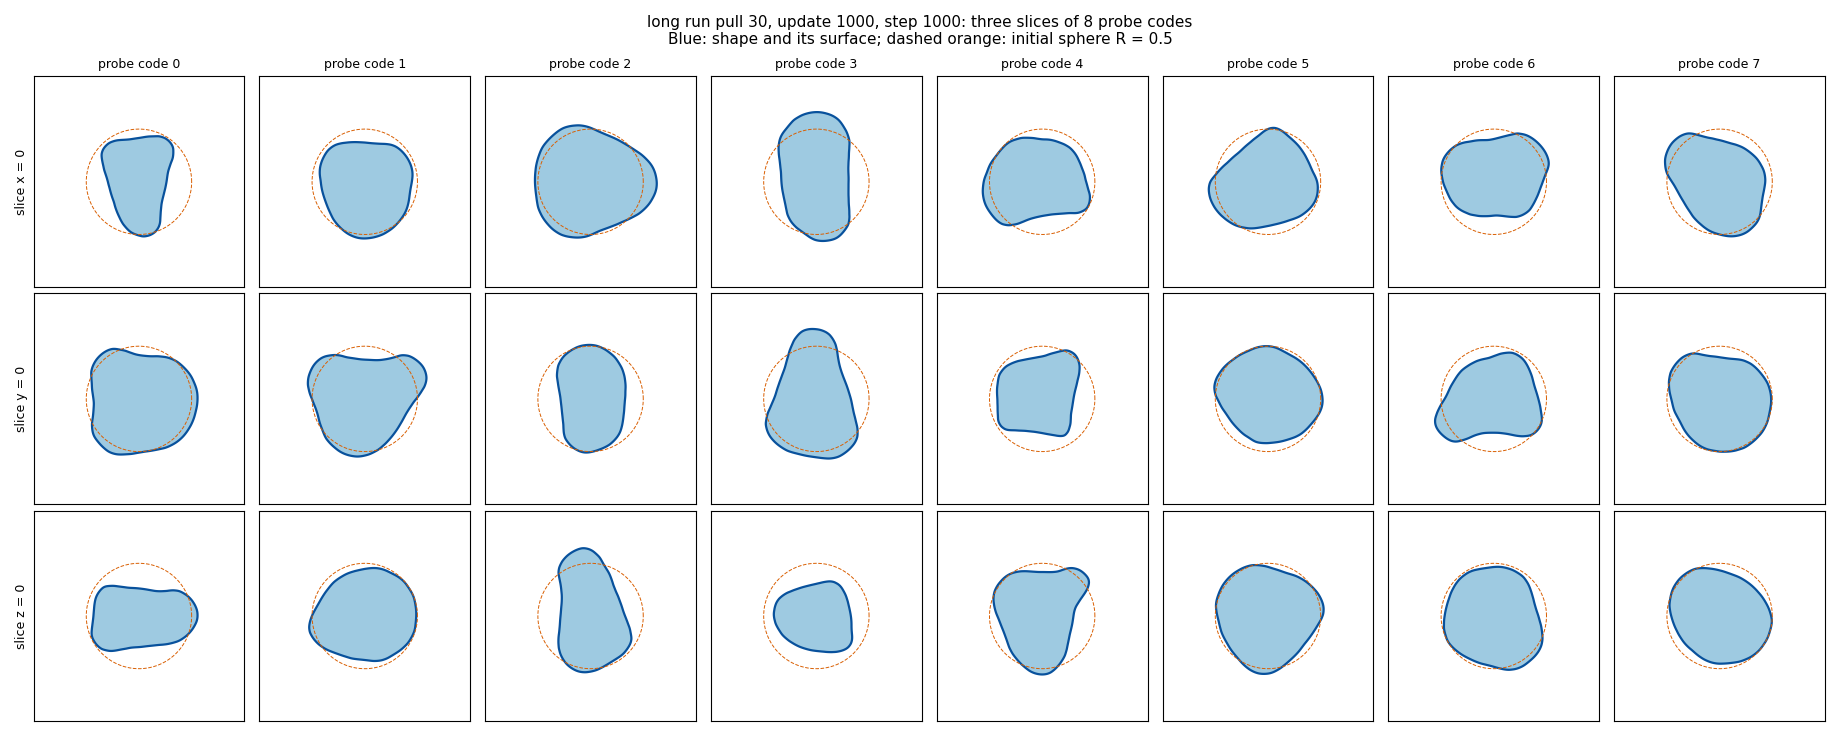 long run pull 30, update 1000, step 1000: three slices of 8 probe codes
Blue: shape and its surface; dashed orange: initial sphere R = 0.5
probe code 0
probe code 1
probe code 2
probe code 3
probe code 4
probe code 5
probe code 6
probe code 7
slice x = 0
slice y = 0
slice z = 0